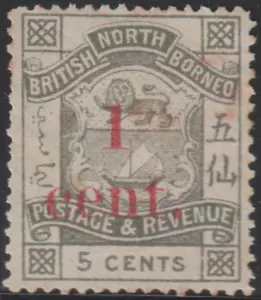 BRITISH NORTH BORNEO
1
cent.
五仙
POSTAGE & REVENUE
5 CENTS